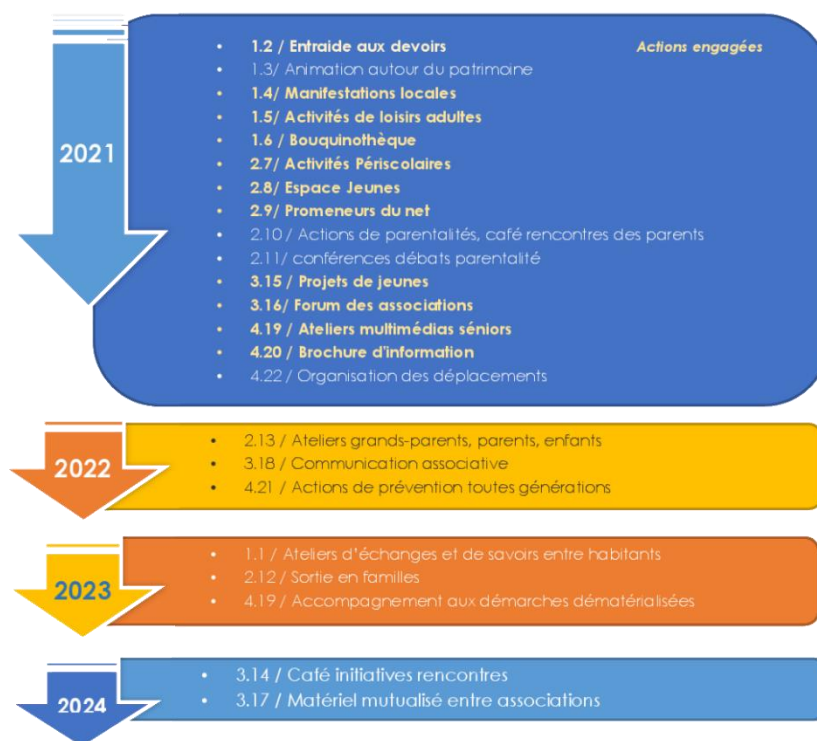 2021
• 1.2 / Entraide aux devoirs
Actions engagées
• 1.3/ Animation autour du patrimoine
• 1.4/ Manifestations locales
• 1.5/ Activités de loisirs adultes
• 1.6 / Bouquinothèque
• 2.7/ Activités Périscolaires
• 2.8/ Espace Jeunes
• 2.9/ Promeneurs du net
• 2.10 / Actions de parentalités, café rencontres des parents
• 2.11/ conférences débats parentalité
• 3.15 / Projets de jeunes
• 3.16/ Forum des associations
• 4.19 / Ateliers multimédias séniors
• 4.20 / Brochure d'information
• 4.22 / Organisation des déplacements
2022
• 2.13 / Ateliers grands-parents, parents, enfants
• 3.18 / Communication associative
• 4.21 / Actions de prévention toutes générations
2023
• 1.1 / Ateliers d'échanges et de savoirs entre habitants
• 2.12 / Sortie en familles
• 4.19 / Accompagnement aux démarches dématérialisées
2024
• 3.14 / Café initiatives rencontres
• 3.17 / Matériel mutualisé entre associations